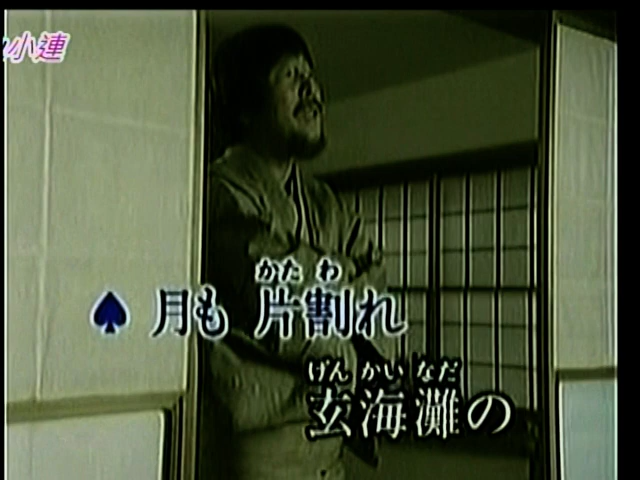 小連
かた わ
♠ 月も 片割れ
げん かい なだ
玄海灘の